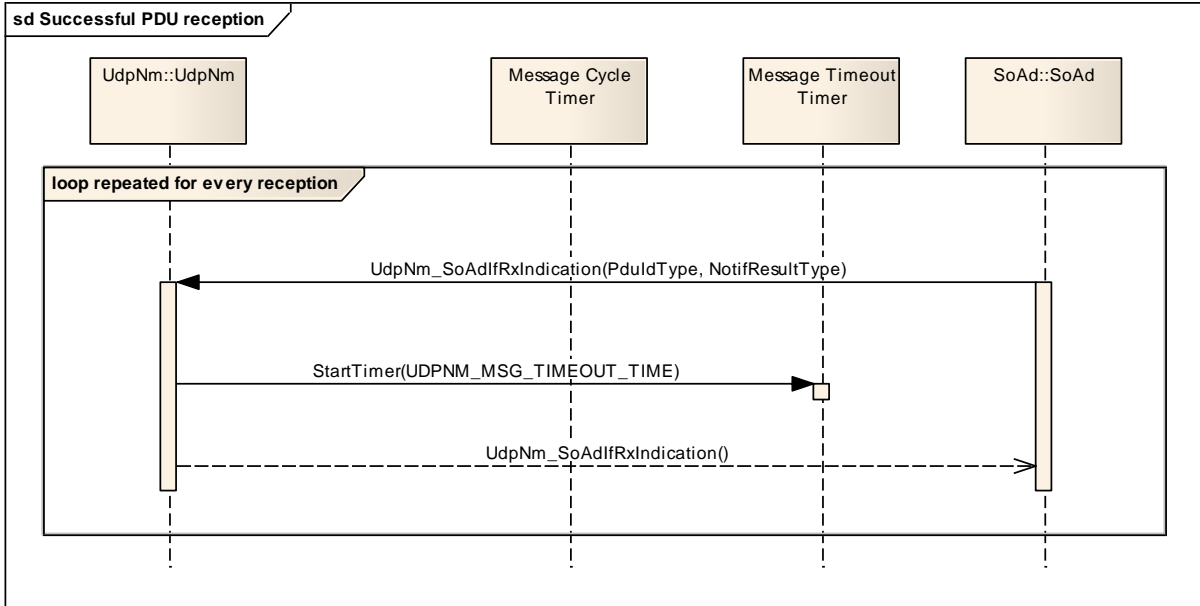 sd Successful PDU reception
UdpNm::UdpNm
Message Cycle
Timer
Message Timeout
Timer
SoAd::SoAd
loop repeated for every reception
UdpNm_SoAdIfRxIndication(PduIdType, NotifResultType)
StartTimer(UDPNM_MSG_TIMEOUT_TIME)
UdpNm_SoAdIfRxIndication()